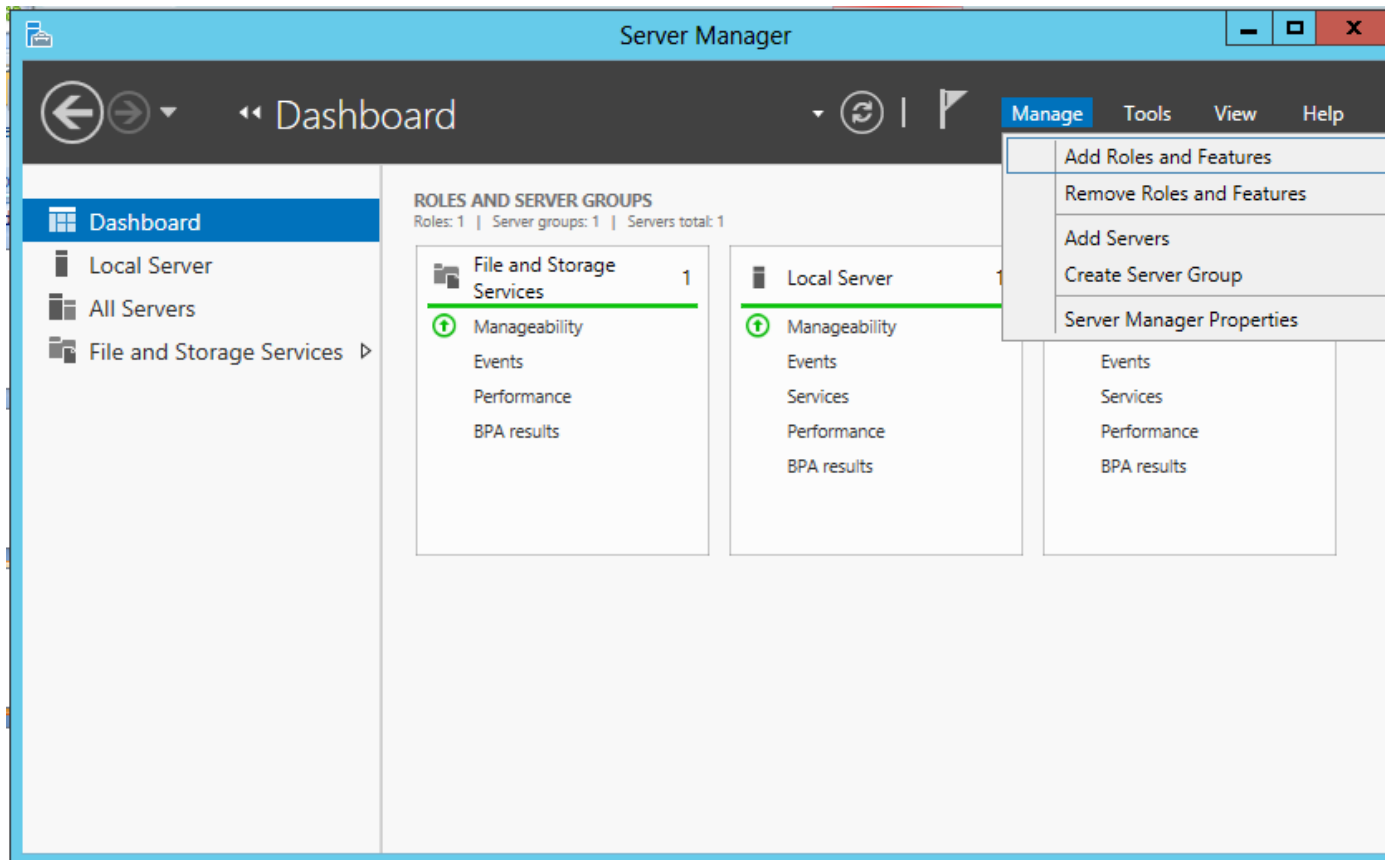 Server Manager
Dashboard
Manage Tools View Help
Add Roles and Features
Remove Roles and Features
Add Servers
Create Server Group
Server Manager Properties
Dashboard
Local Server
All Servers
File and Storage Services
ROLES AND SERVER GROUPS
Roles: 1 | Server groups: 1 | Servers total: 1
File and Storage
Services
1
Manageability
Events
Performance
BPA results
Local Server 1
Manageability
Events
Services
Performance
BPA results
Events
Services
Performance
BPA results